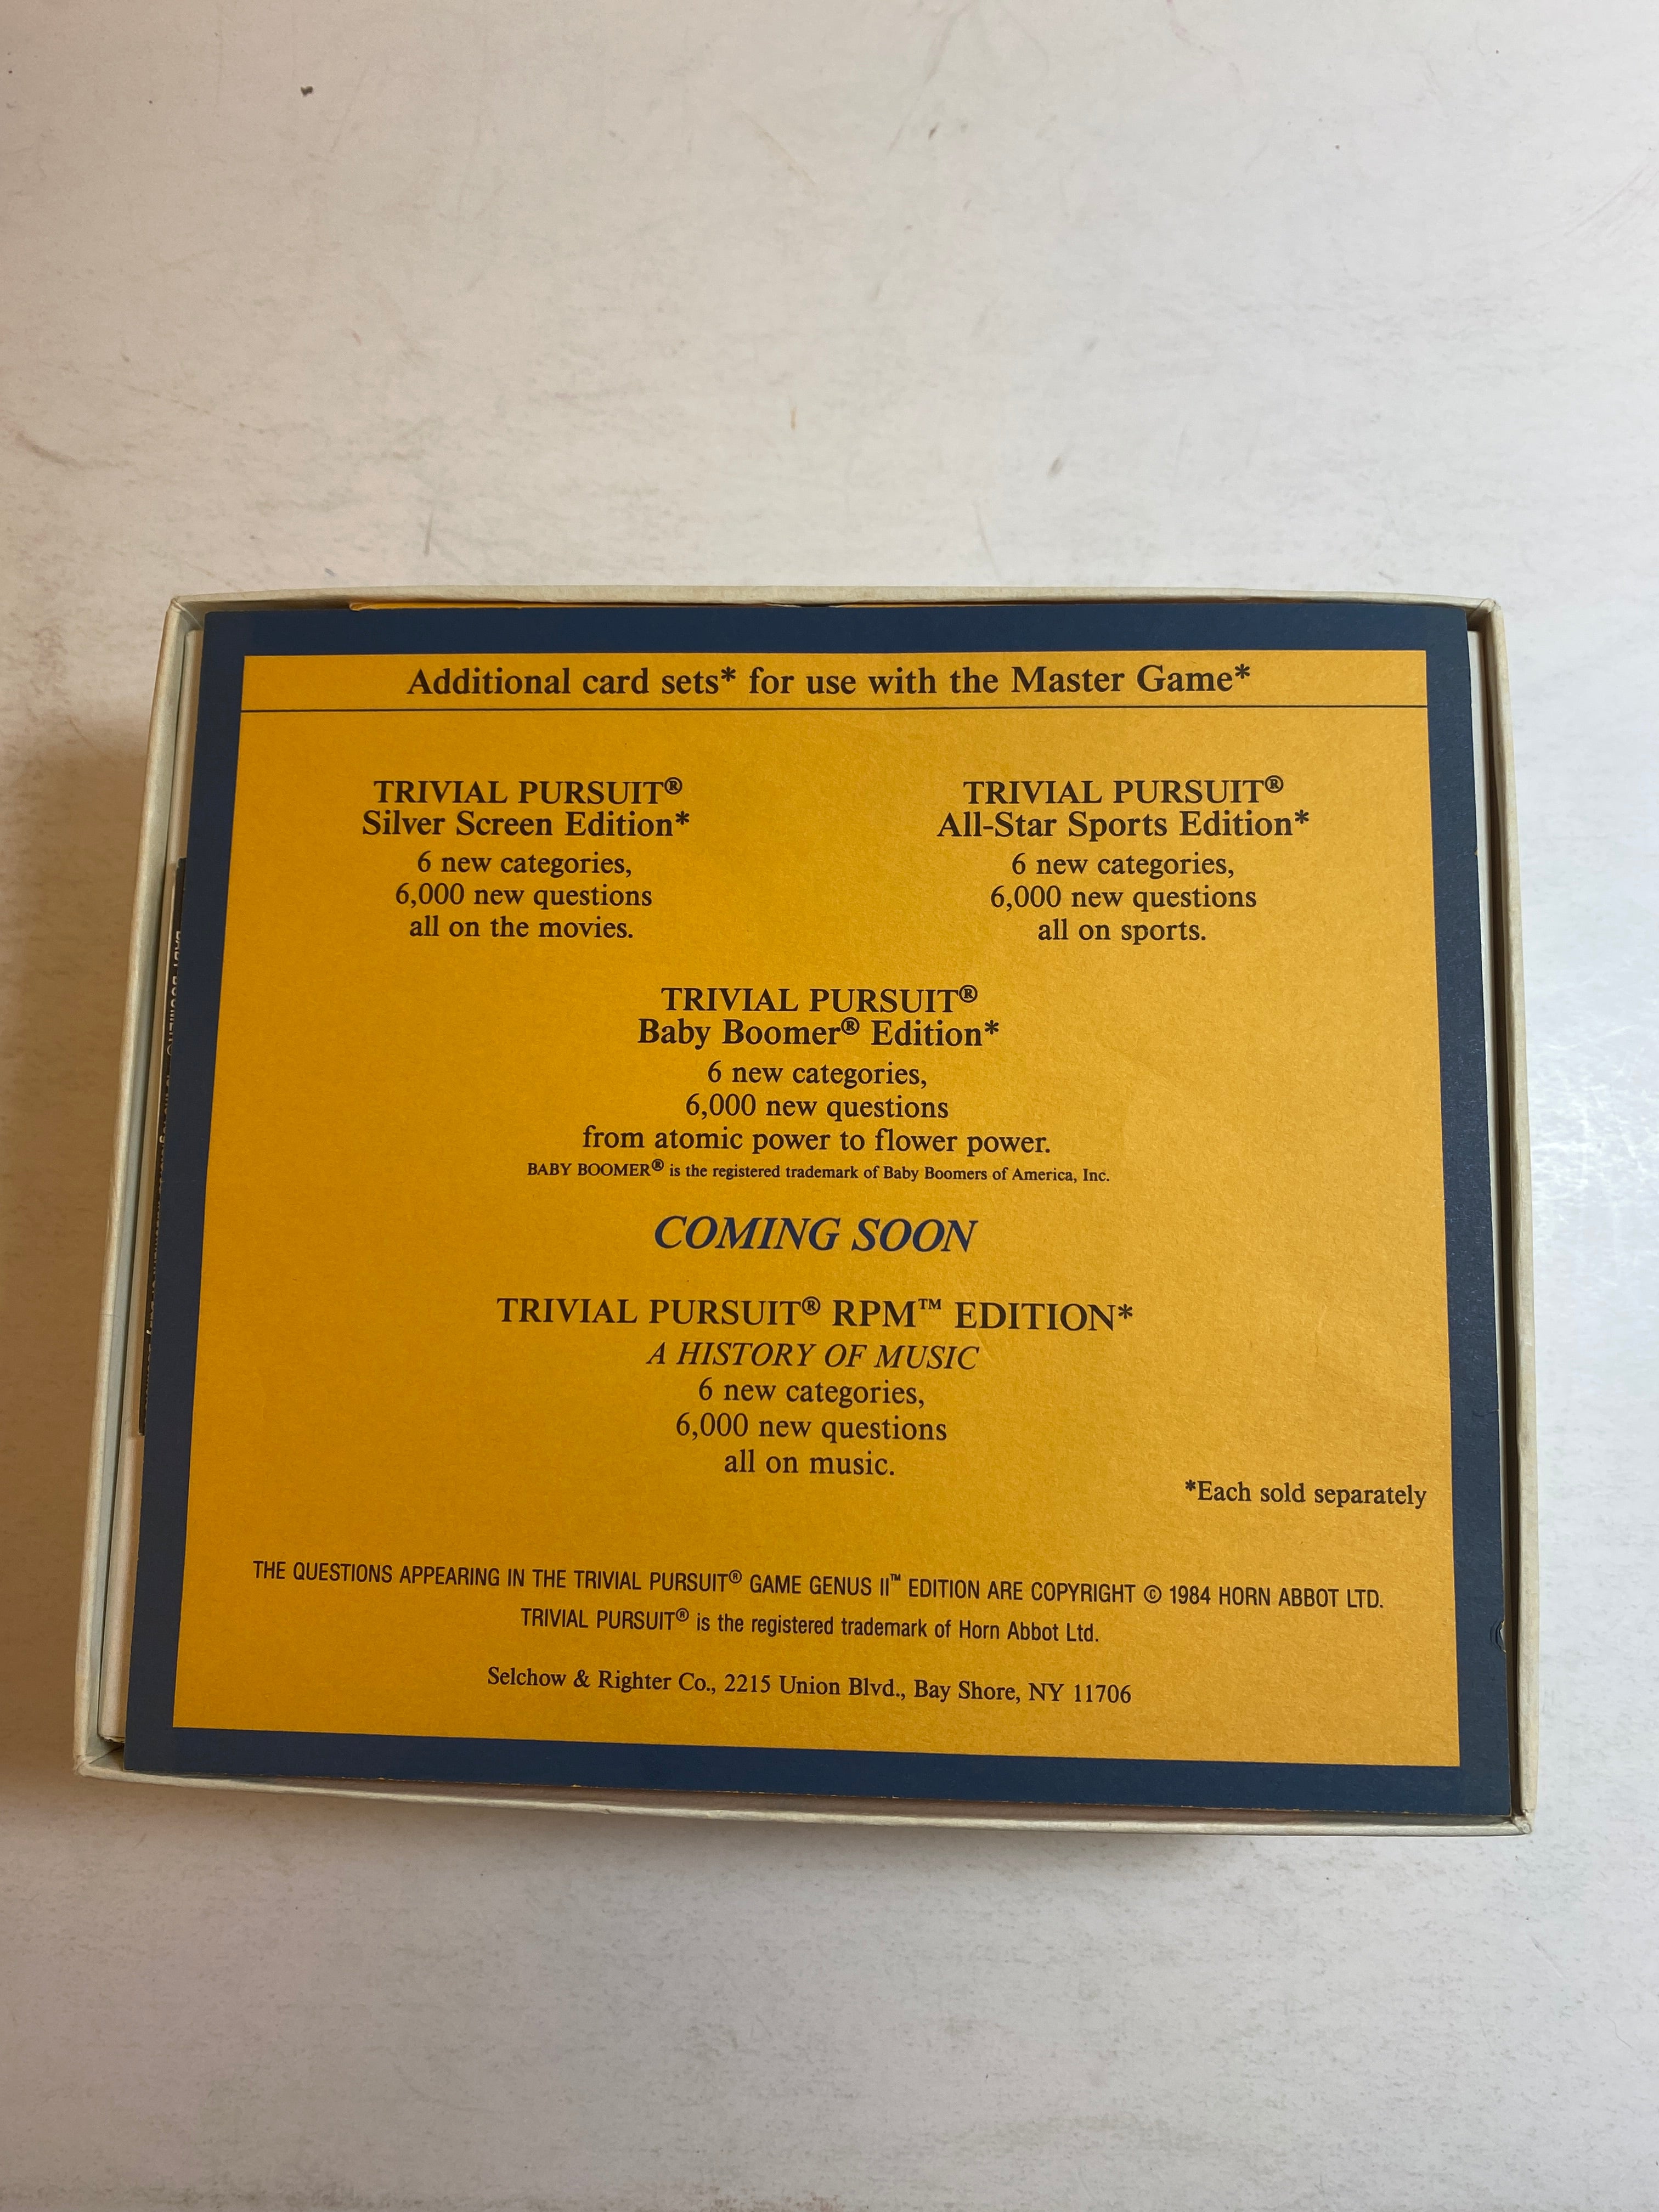 Additional card sets* for use with the Master Game*
TRIVIAL PURSUIT®
Silver Screen Edition*
6 new categories,
6,000 new questions
all on the movies.
TRIVIAL PURSUIT®
All-Star Sports Edition*
6 new categories,
6,000 new questions
all on sports.
TRIVIAL PURSUIT®
Baby Boomer® Edition*
6 new categories,
6,000 new questions
from atomic power to flower power.
BABY BOOMER® is the registered trademark of Baby Boomers of America, Inc.
COMING SOON
TRIVIAL PURSUIT® RPM™ EDITION*
A HISTORY OF MUSIC
6 new categories,
6,000 new questions
all on music.
*Each sold separately
THE QUESTIONS APPEARING IN THE TRIVIAL PURSUIT® GAME GENUS II™ EDITION ARE COPYRIGHT © 1984 HORN ABBOT LTD.
TRIVIAL PURSUIT® is the registered trademark of Horn Abbot Ltd.
Selchow & Righter Co., 2215 Union Blvd., Bay Shore, NY 11706